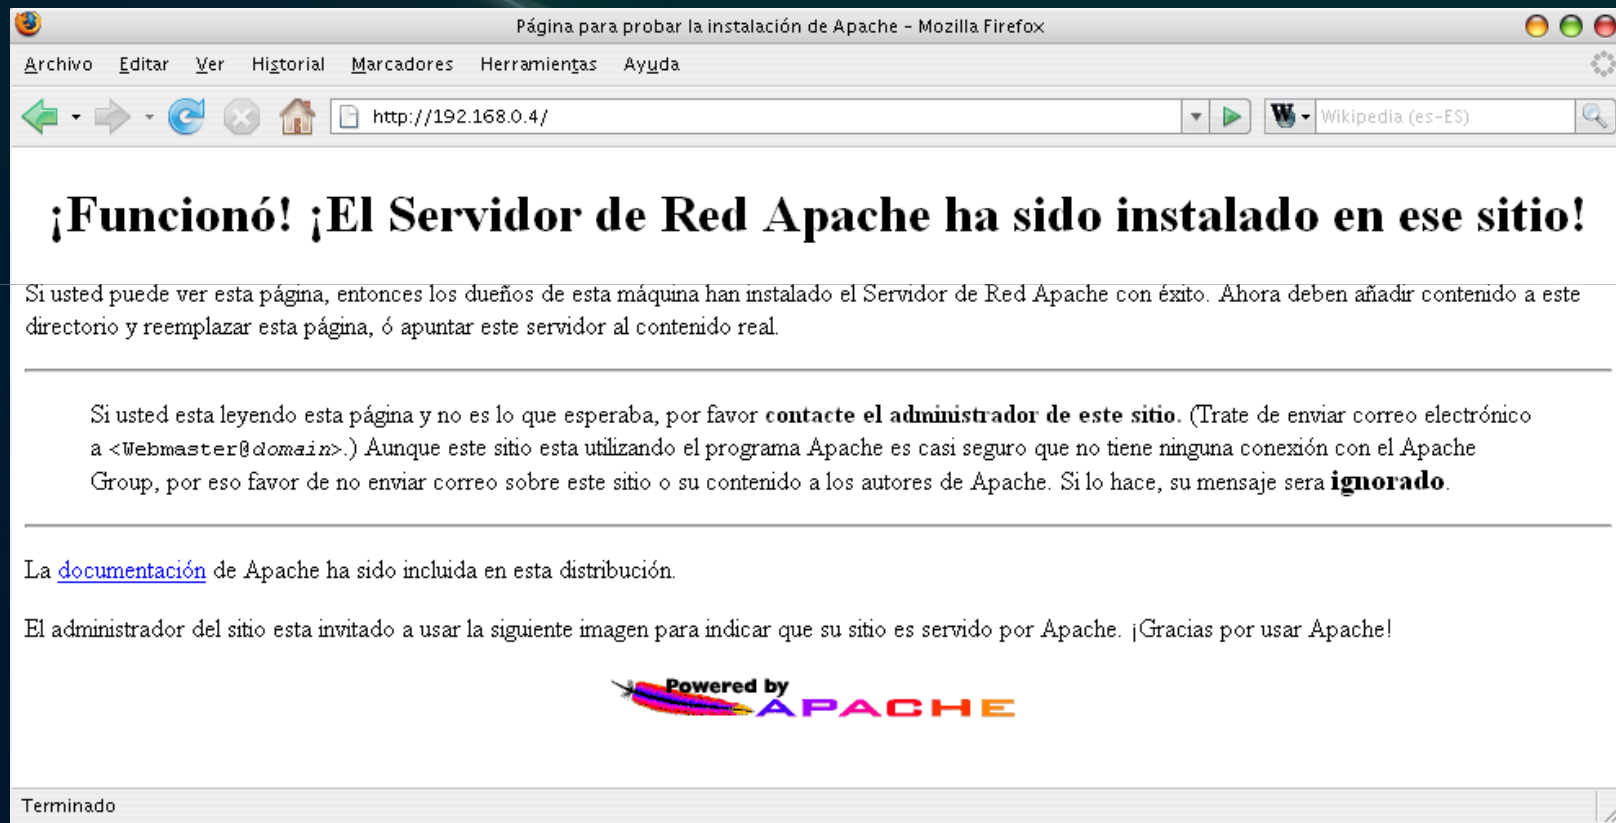 Página para probar la instalación de Apache - Mozilla Firefox
Archivo Editar Ver Historial Marcadores Herramientas Ayuda
http://192.168.0.4/ Wikipedia (es-ES)
¡Funcionó! ¡El Servidor de Red Apache ha sido instalado en ese sitio!
Si usted puede ver esta página, entonces los dueños de esta máquina han instalado el Servidor de Red Apache con éxito. Ahora deben añadir contenido a este
directorio y reemplazar esta página, ó apuntar este servidor al contenido real.
Si usted esta leyendo esta página y no es lo que esperaba, por favor contacte el administrador de este sitio. (Trate de enviar correo electrónico
a <Webmaster@domain>.) Aunque este sitio esta utilizando el programa Apache es casi seguro que no tiene ninguna conexión con el Apache
Group, por eso favor de no enviar correo sobre este sitio o su contenido a los autores de Apache. Si lo hace, su mensaje sera ignorado.
La documentación de Apache ha sido incluida en esta distribución.
El administrador del sitio esta invitado a usar la siguiente imagen para indicar que su sitio es servido por Apache. ¡Gracias por usar Apache!
Powered by
APACHE
Terminado